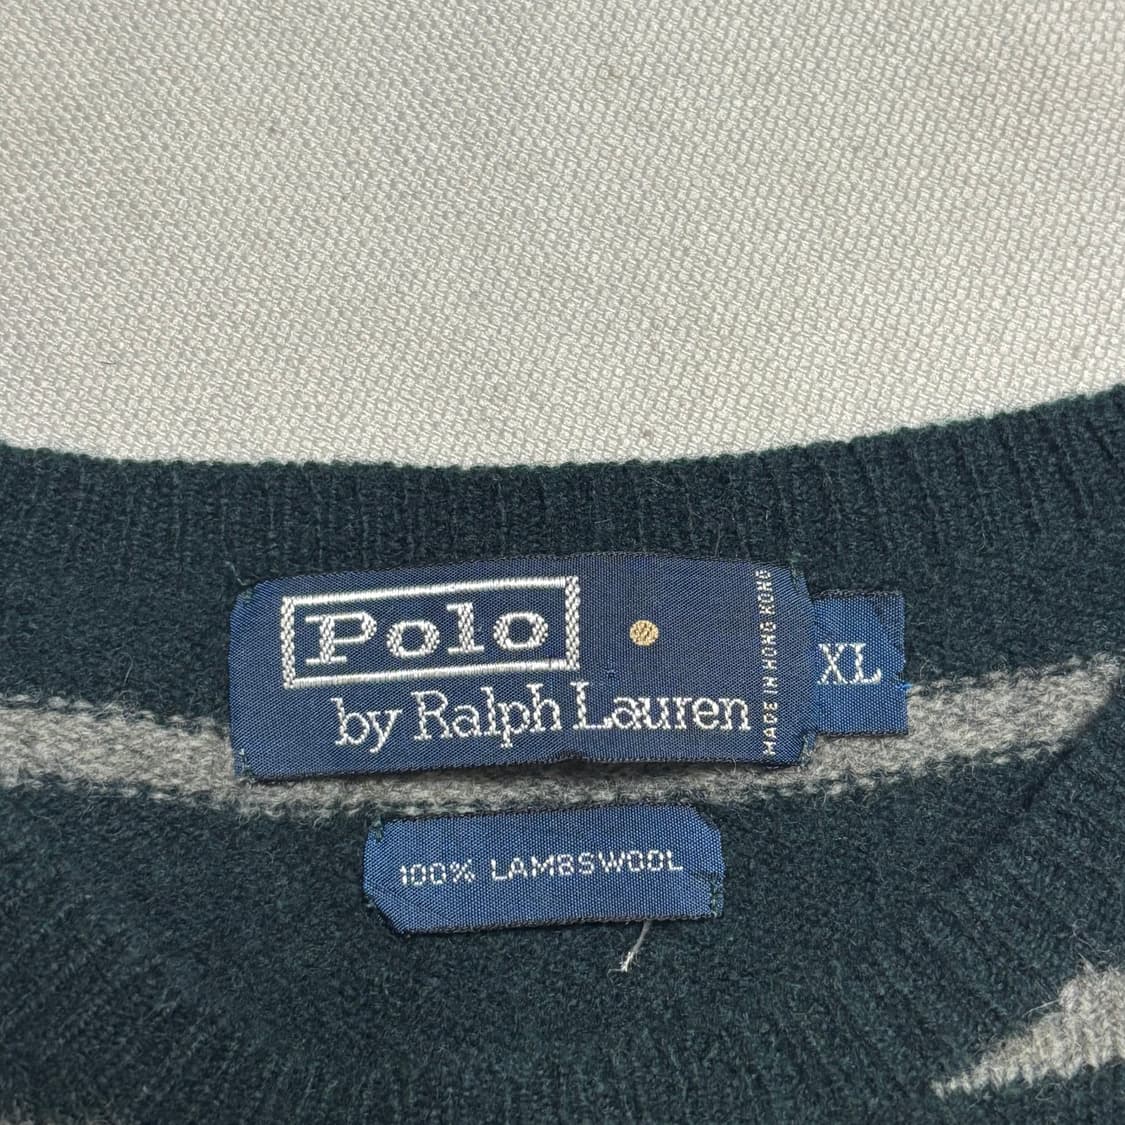 Polo
by Ralph Lauren
MADE IN HONG KONG
XL
100% LAMBSWOOL